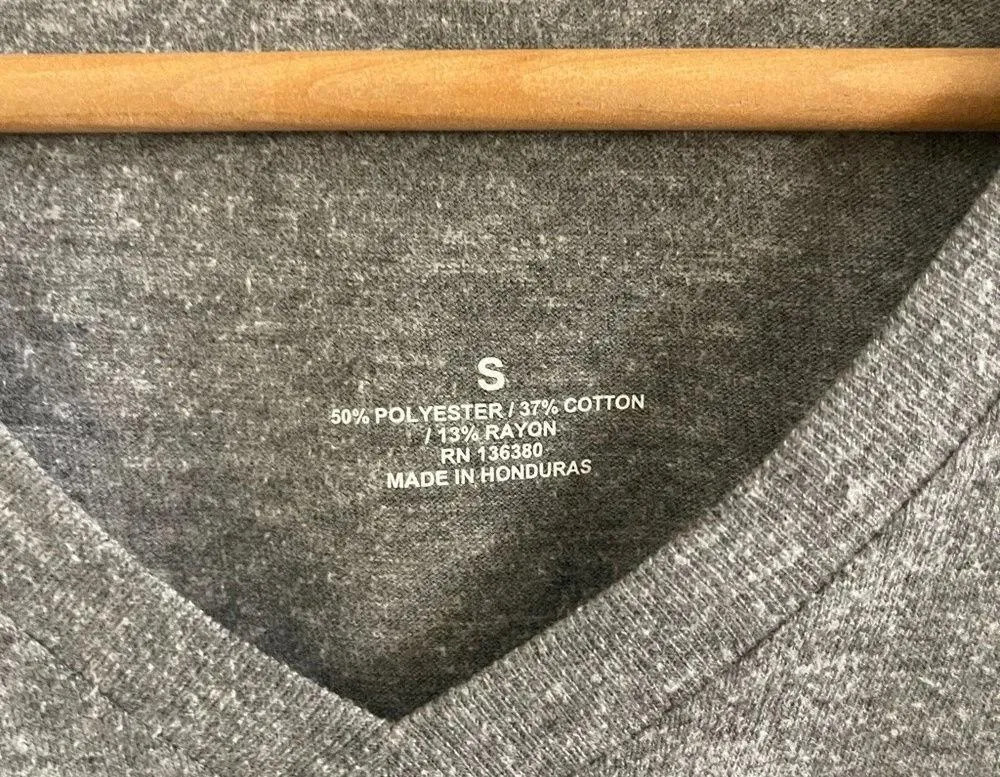 S
50% POLYESTER / 37% COTTON
/ 13% RAYON
RN 136380
MADE IN HONDURAS